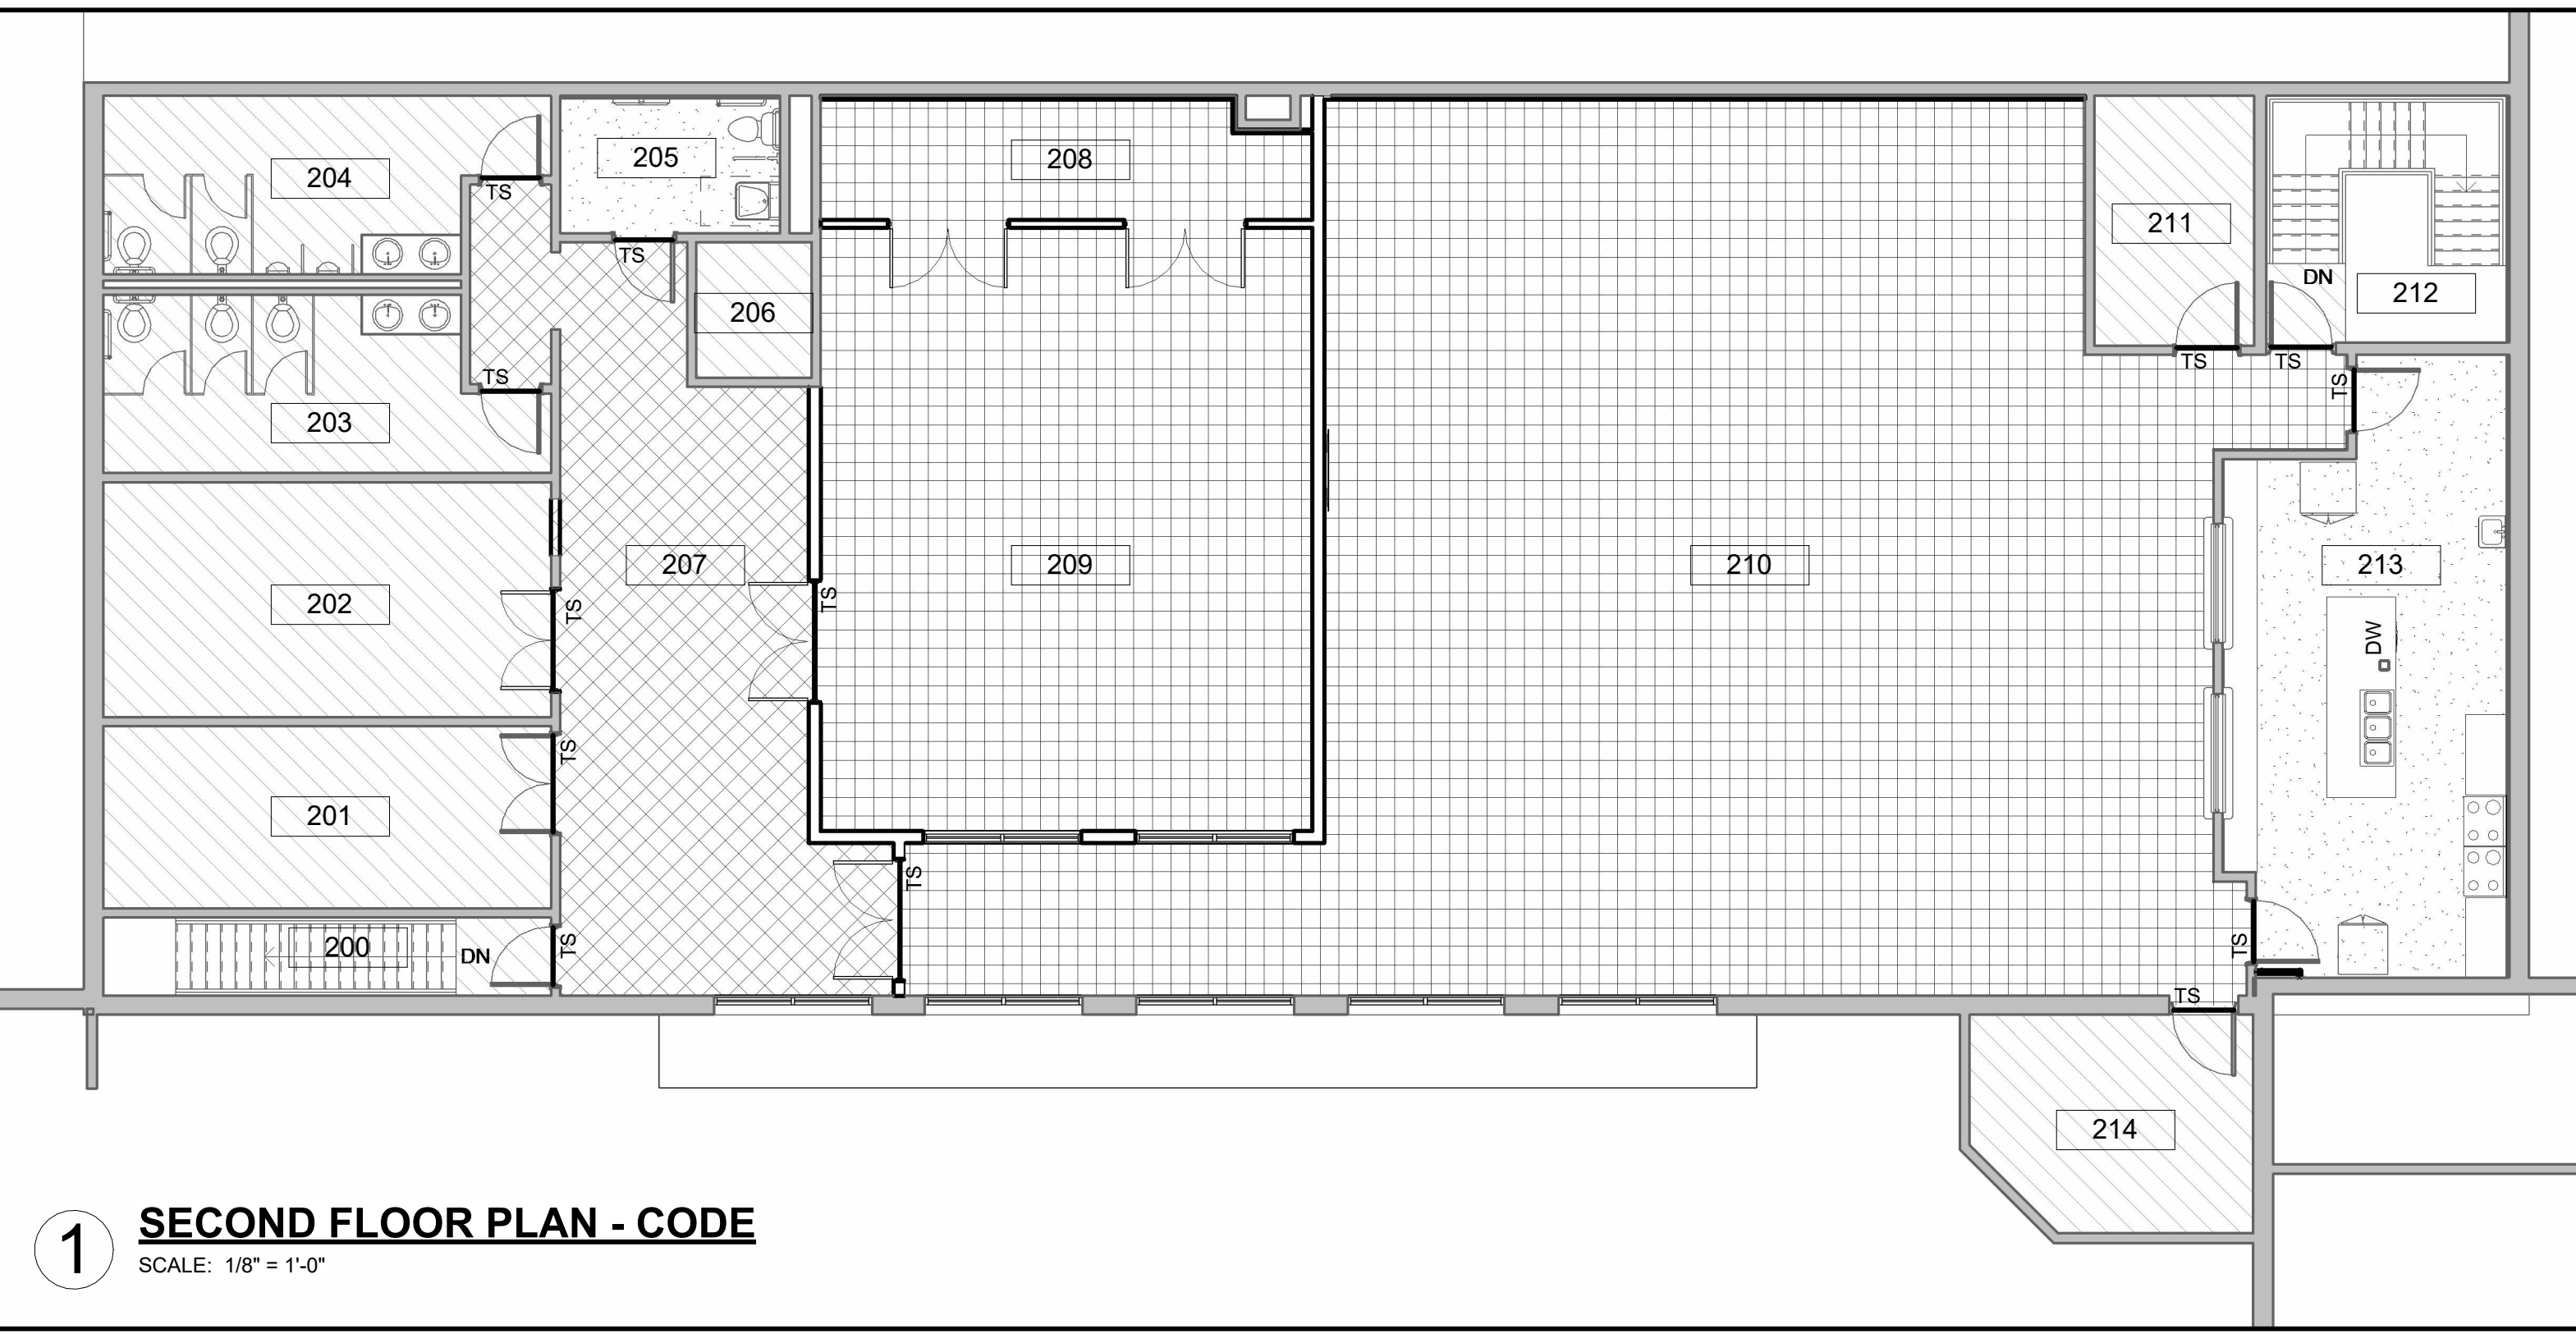 204
TS
205
TS
206
208
211
212
DN
TS
TS
TS
TS
203
202
TS
207
TS
209
210
213
DW
201
TS
TS
200
DN
TS
TS
TS
214
1
SECOND FLOOR PLAN - CODE
SCALE: 1/8" = 1'-0"